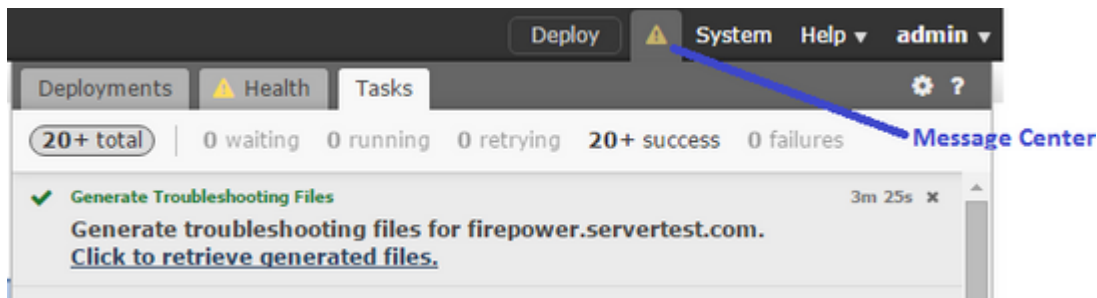 Deploy System Help admin
Deployments Health Tasks ?
20+ total 0 waiting 0 running 0 retrying 20+ success 0 failures
Message Center
Generate Troubleshooting Files 3m 25s ×
Generate troubleshooting files for firepower.servertest.com.
Click to retrieve generated files.